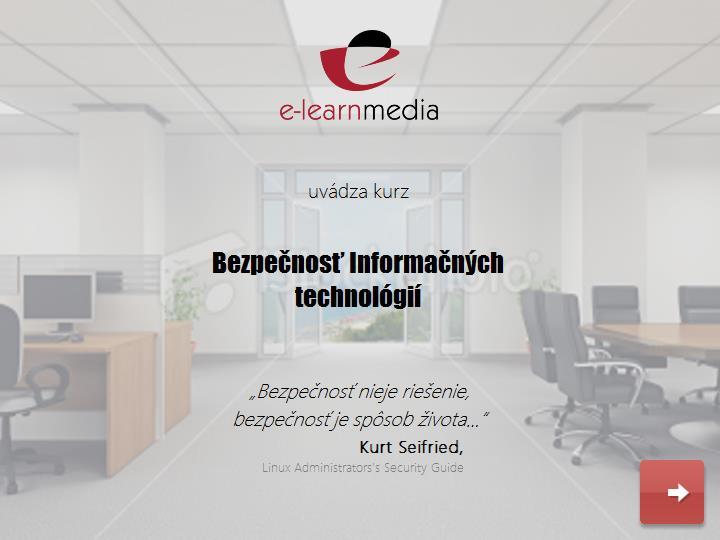 e-learnmedia
uvádza kurz
Bezpečnosť Informačných
technológií
„Bezpečnosť nieje riešenie,
bezpečnosť je spôsob života...“
Kurt Seifried,
Linux Administrators's Security Guide